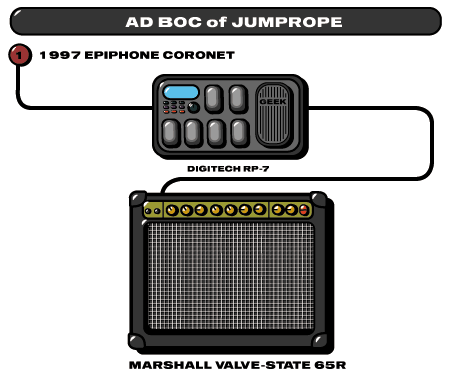 AD BOC of JUMPROPE
1 1997 EPIPHONE CORONET
GEEK
DIGITECH RP-7
MARSHALL VALVE-STATE 65R